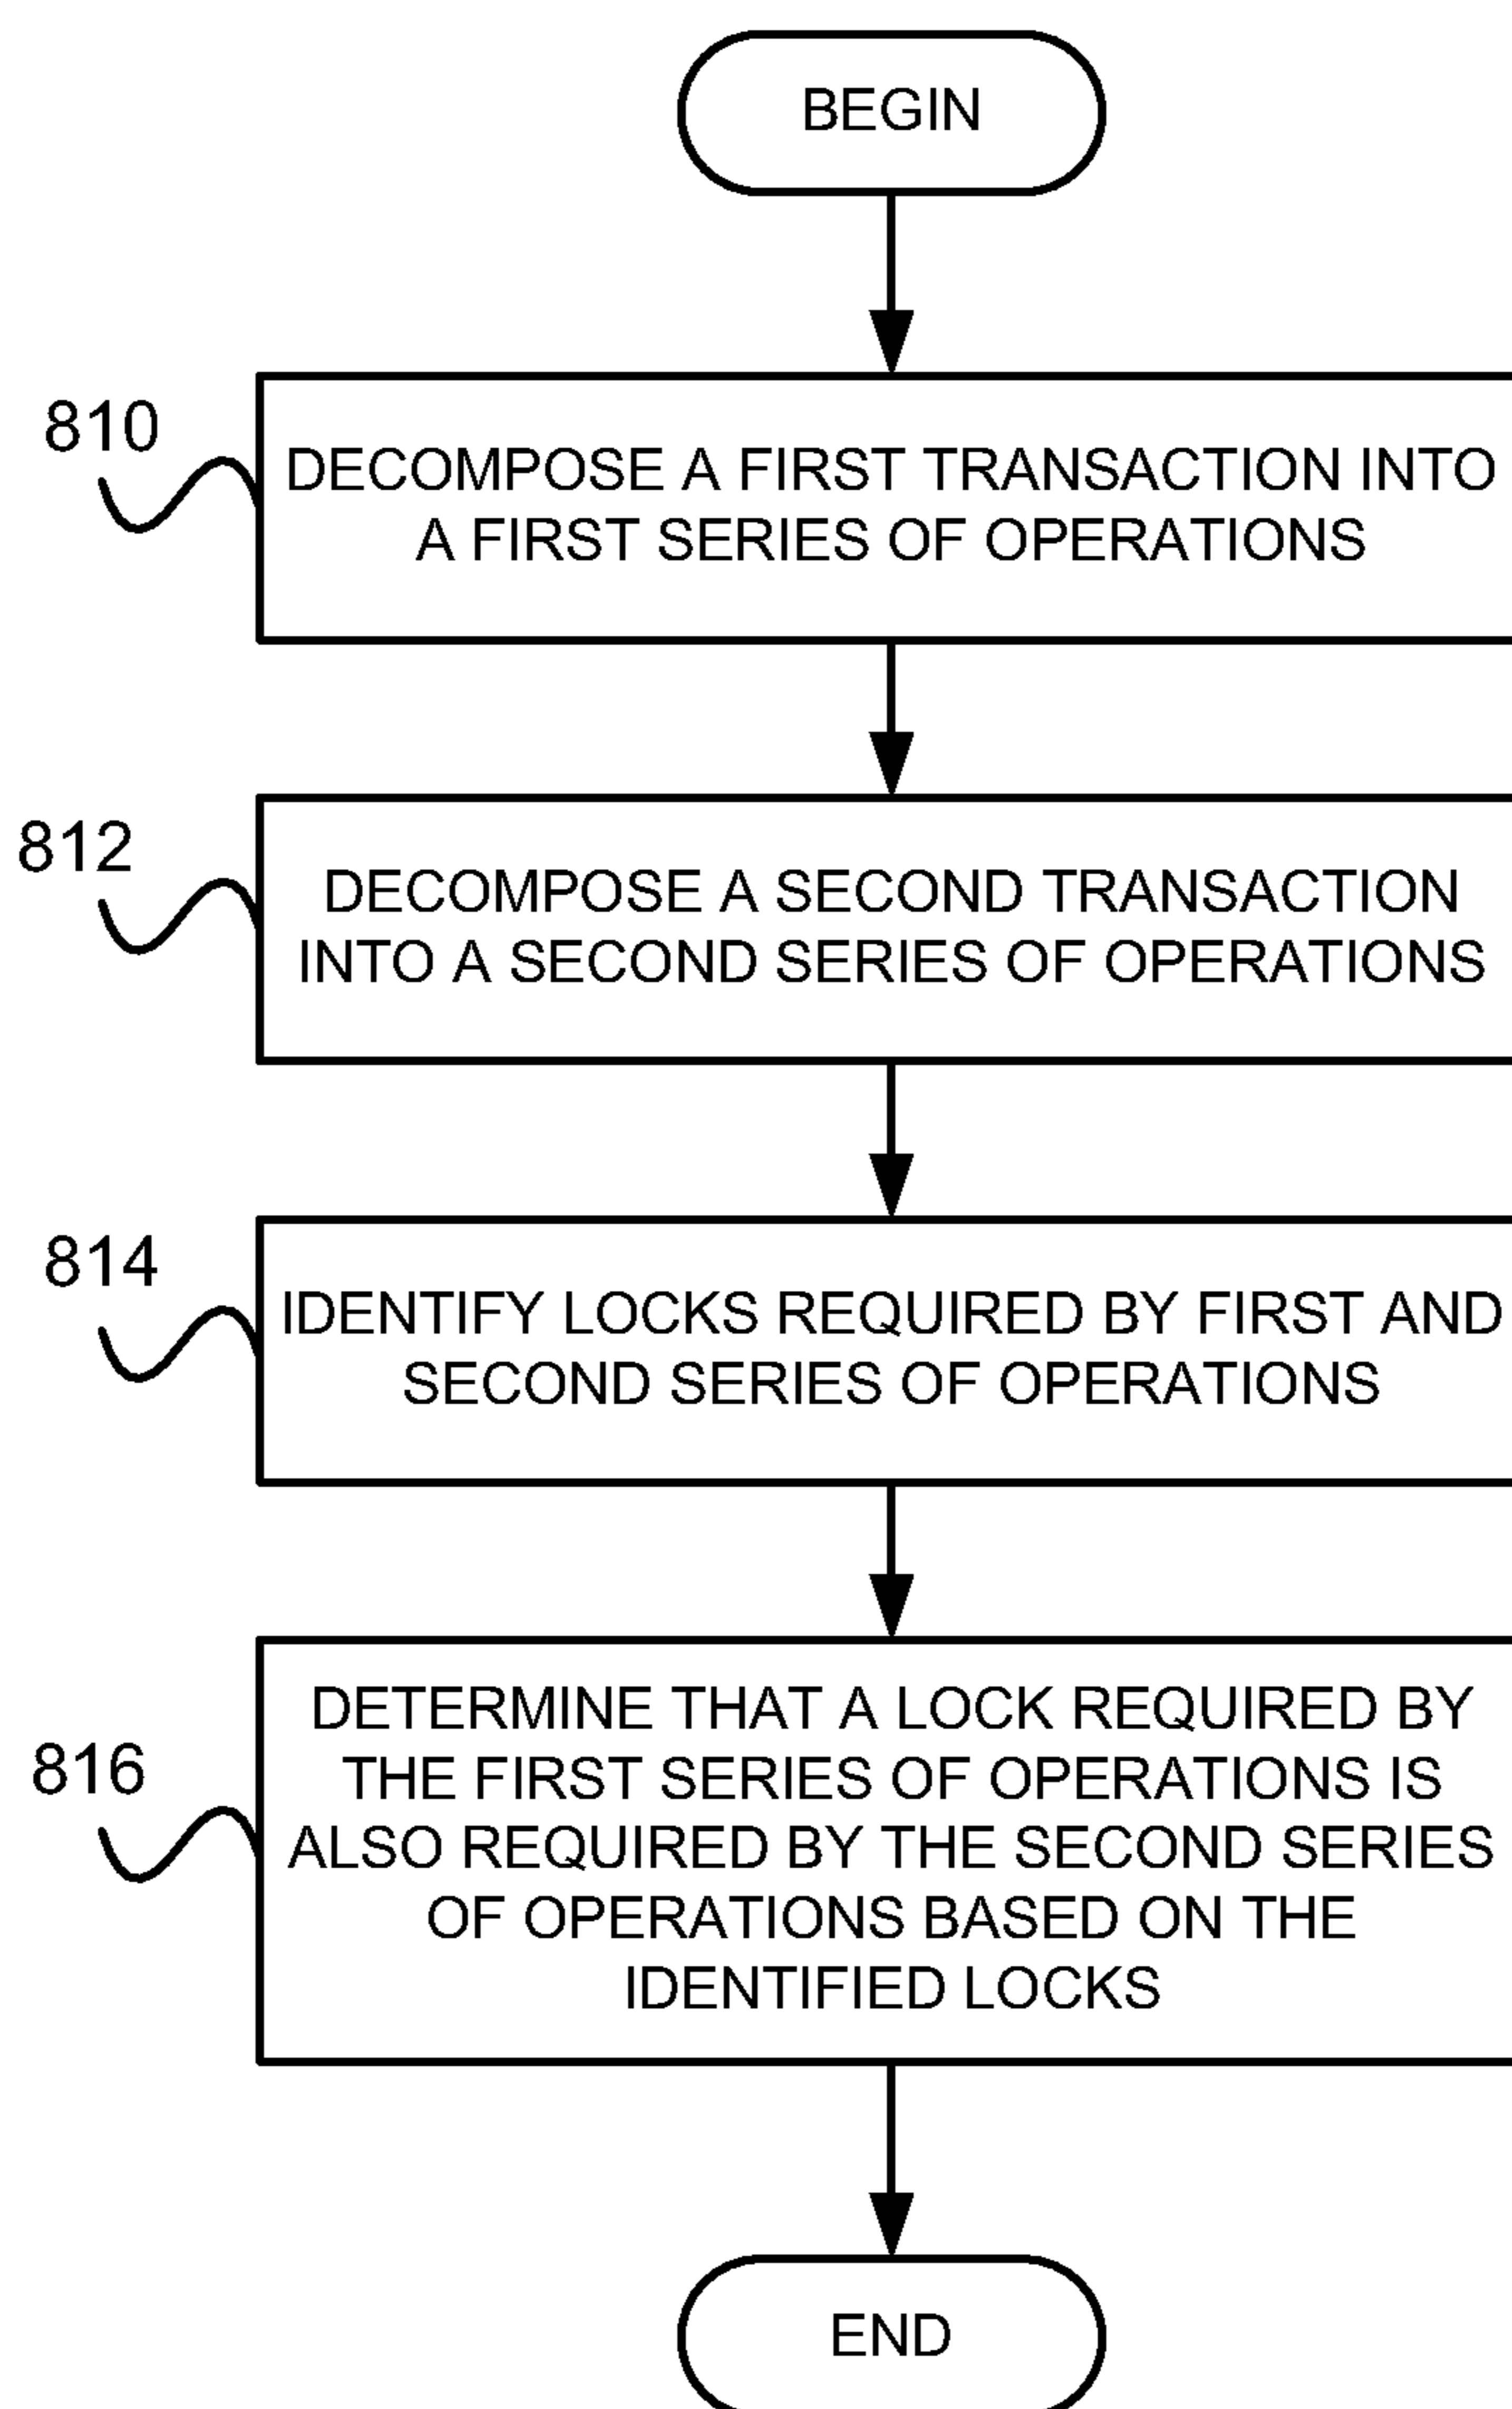 BEGIN
810
DECOMPOSE A FIRST TRANSACTION INTO
A FIRST SERIES OF OPERATIONS
812
DECOMPOSE A SECOND TRANSACTION
INTO A SECOND SERIES OF OPERATIONS
814
IDENTIFY LOCKS REQUIRED BY FIRST AND
SECOND SERIES OF OPERATIONS
816
DETERMINE THAT A LOCK REQUIRED BY
THE FIRST SERIES OF OPERATIONS IS
ALSO REQUIRED BY THE SECOND SERIES
OF OPERATIONS BASED ON THE
IDENTIFIED LOCKS
END